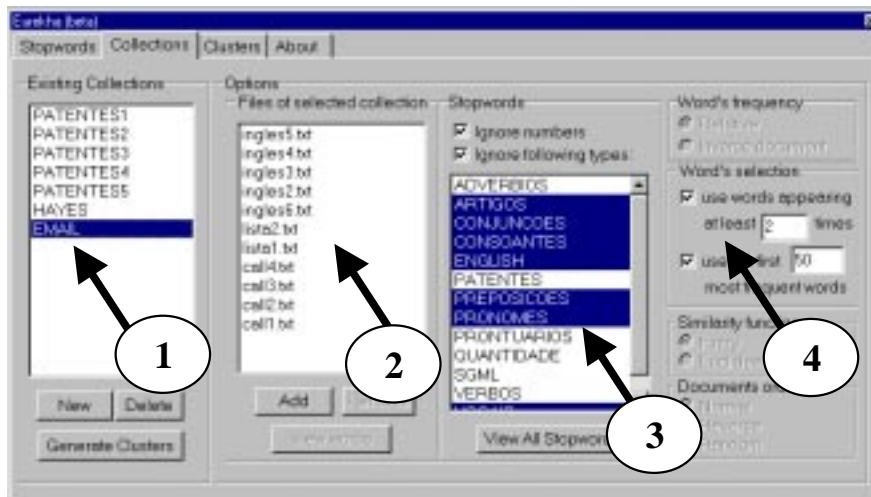 Eurekha (beta)
Stopwords Collections Clusters About
Existing Collections
PATENTES1
PATENTES2
PATENTES3
PATENTES4
PATENTES5
HAYES
EMAIL
New Delete
Generate Clusters
Options
Files of selected collection
ingles5.txt
ingles4.txt
ingles3.txt
ingles2.txt
ingles6.txt
lista2.txt
lista1.txt
call4.txt
call3.txt
call2.txt
call1.txt
Add
Stopwords
Ignore numbers
Ignore following types:
ADVERBIOS
ARTIGOS
CONJUNCOES
CONSOANTES
ENGLISH
PATENTES
PREPOSICOES
PRONOMES
PRONTUARIOS
QUANTIDADE
SGML
VERBOS
View All
Word's frequency
Word's selection
use words appearing
at least 2 times
use 50
most frequent words
Similarity
Documents
1
2
3
4